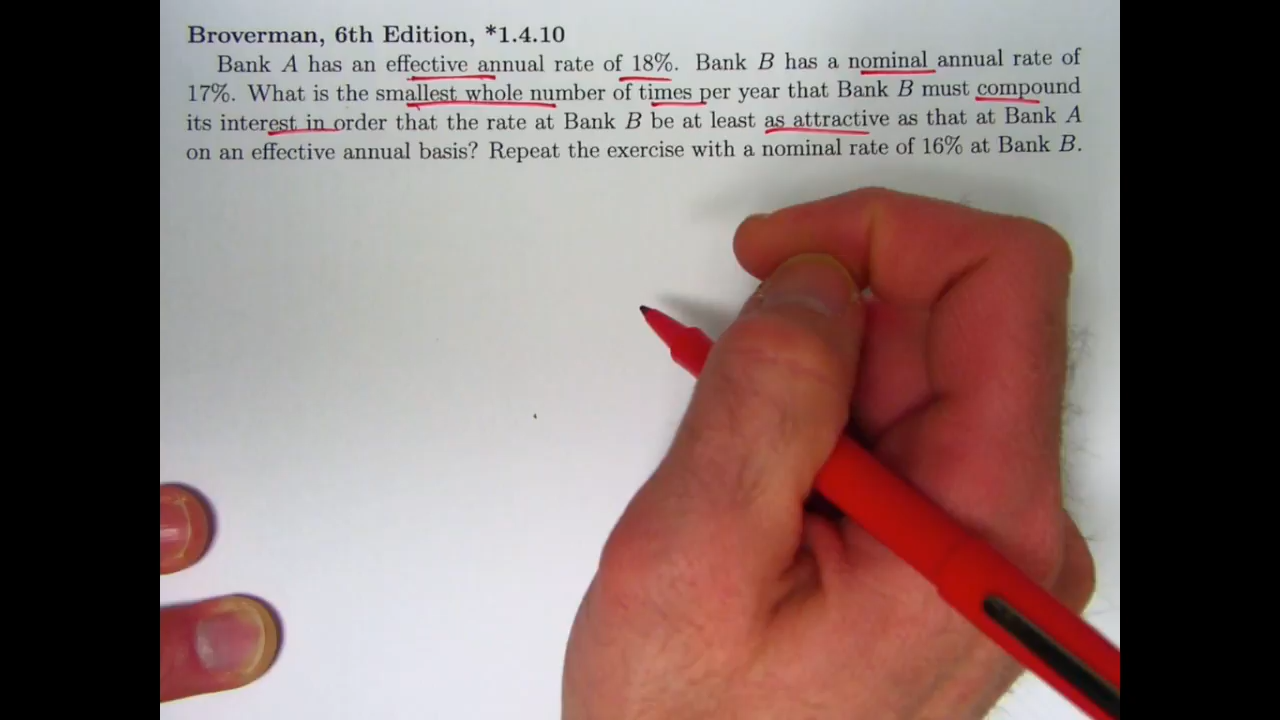 Broverman, 6th Edition, *1.4.10
Bank A has an effective annual rate of 18%. Bank B has a nominal annual rate of
17%. What is the smallest whole number of times per year that Bank B must compound
its interest in order that the rate at Bank B be at least as attractive as that at Bank A
on an effective annual basis? Repeat the exercise with a nominal rate of 16% at Bank B.